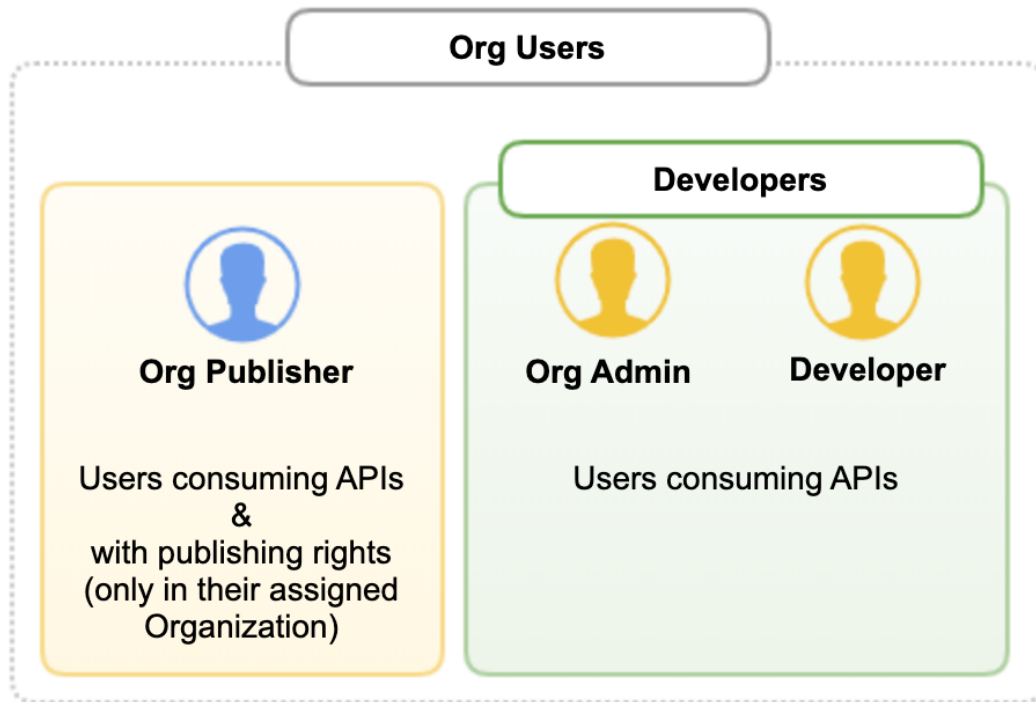 Org Users
Developers
Org Publisher
Org Admin
Developer
Users consuming APIs
&
with publishing rights
(only in their assigned
Organization)
Users consuming APIs